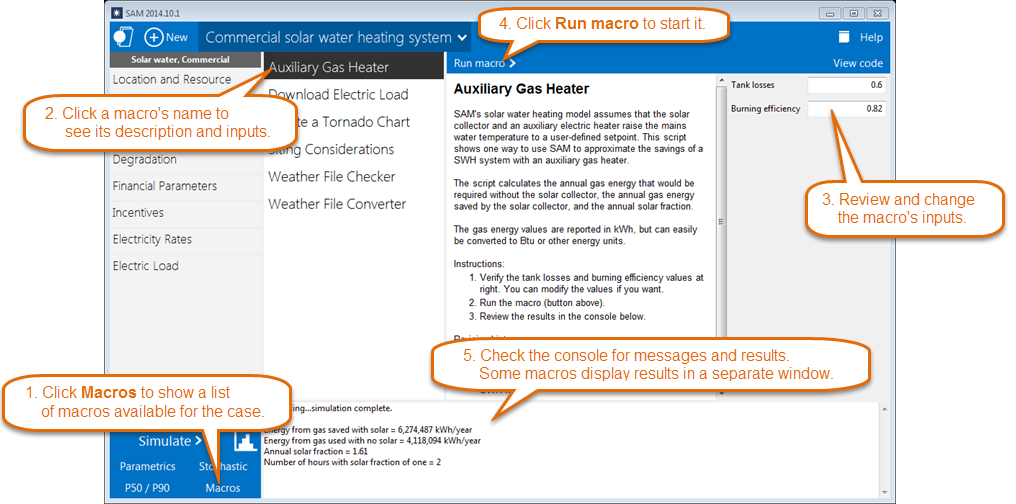 SAM 2014.10.1
New
Commercial solar water heating system
Help
Solar water, Commercial
Location and Resource
Degradation
Financial Parameters
Incentives
Electricity Rates
Electric Load
Simulate >
Parametrics
Stochastic
P50 / P90
Macros
Auxiliary Gas Heater
Download Electric Load
a Tornado Chart
Siting Considerations
Weather File Checker
Weather File Converter
Run macro >
View code
Auxiliary Gas Heater
SAM's solar water heating model assumes that the solar
collector and an auxiliary electric heater raise the mains
water temperature to a user-defined setpoint. This script
shows one way to use SAM to approximate the savings of a
SWH system with an auxiliary gas heater.
The script calculates the annual gas energy that would be
required without the solar collector, the annual gas energy
saved by the solar collector, and the annual solar fraction.
The gas energy values are reported in kWh, but can easily
be converted to Btu or other energy units.
Instructions:
1. Verify the tank losses and burning efficiency values at
right. You can modify the values if you want.
2. Run the macro (button above).
3. Review the results in the console below.
Tank losses 0.6
Burning efficiency 0.82
simulation complete.
Energy from gas saved with solar = 6,274,487 kWh/year
Energy from gas used with no solar = 4,118,094 kWh/year
Annual solar fraction = 1.61
Number of hours with solar fraction of one = 2
1. Click Macros to show a list
of macros available for the case.
2. Click a macro's name to
see its description and inputs.
3. Review and change
the macro's inputs.
4. Click Run macro to start it.
5. Check the console for messages and results.
Some macros display results in a separate window.